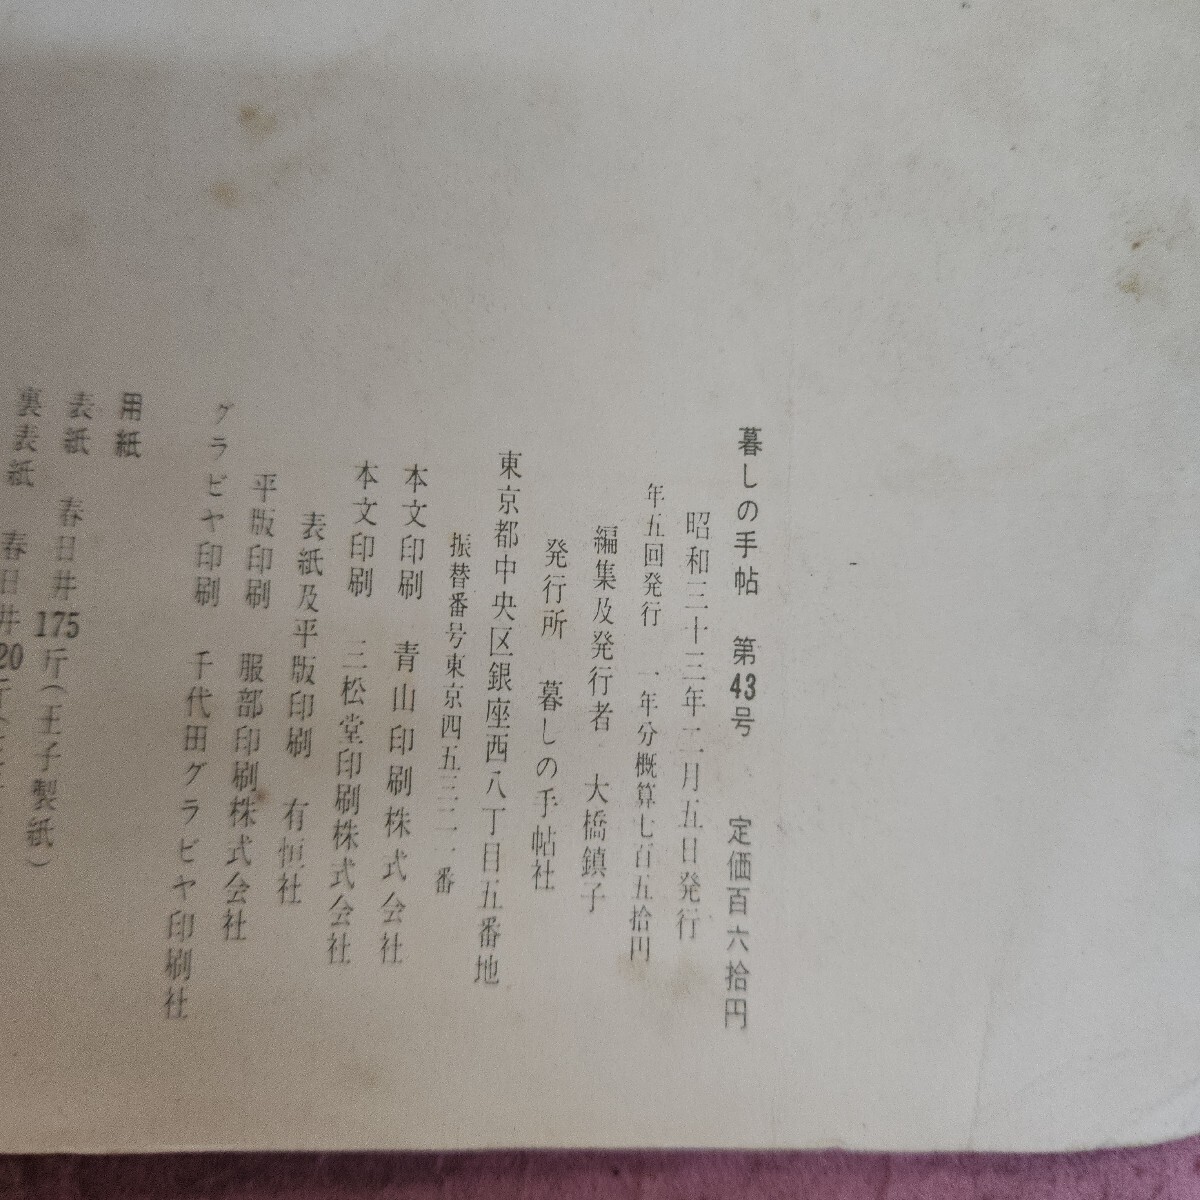 暮しの手帖　第43号　定価百六拾円
昭和三十三年二月五日発行
年五回発行　一年分概算七百五拾円
編集及発行者　大橋鎮子
発行所　暮しの手帖社
東京都中央区銀座西八丁目五番地
振替番号東京四五三二一番
本文印刷　青山印刷株式会社
本文印刷　三松堂印刷株式会社
表紙及平版印刷　有恒社
平版印刷　服部印刷株式会社
グラビヤ印刷　千代田グラビヤ印刷社
用紙
表紙　春日井175斤（王子製紙）
裏表紙　春日井